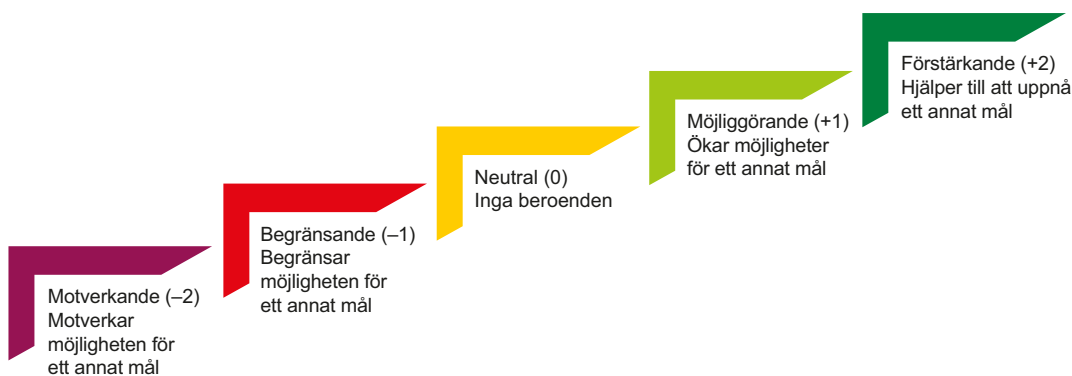 Motverkande (–2)
Motverkar
möjligheten för
ett annat mål
Begränsande (–1)
Begränsar
möjligheten för
ett annat mål
Neutral (0)
Inga beroenden
Möjliggörande (+1)
Ökar möjligheter
för ett annat mål
Förstärkande (+2)
Hjälper till att uppnå
ett annat mål